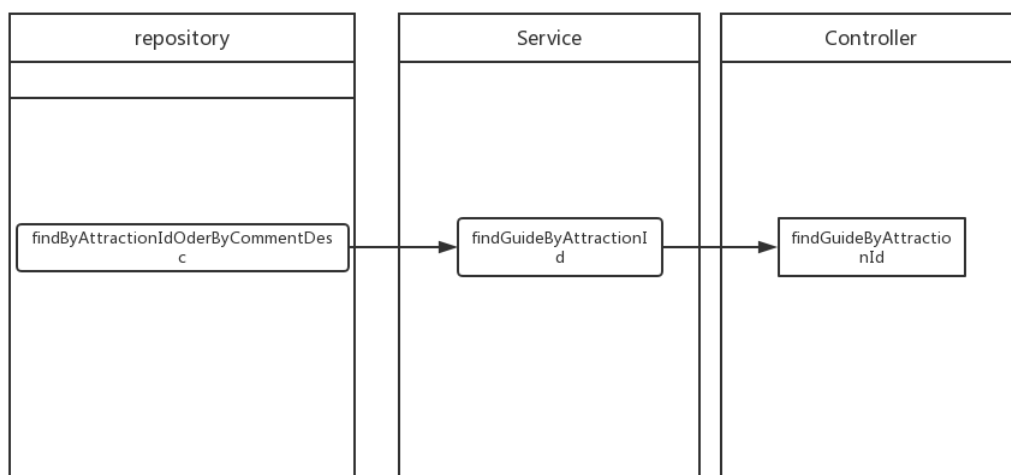 repository
Service
Controller
findByAttractionIdOderByCommentDes
c
findGuideByAttractionI
d
findGuideByAttractio
nId